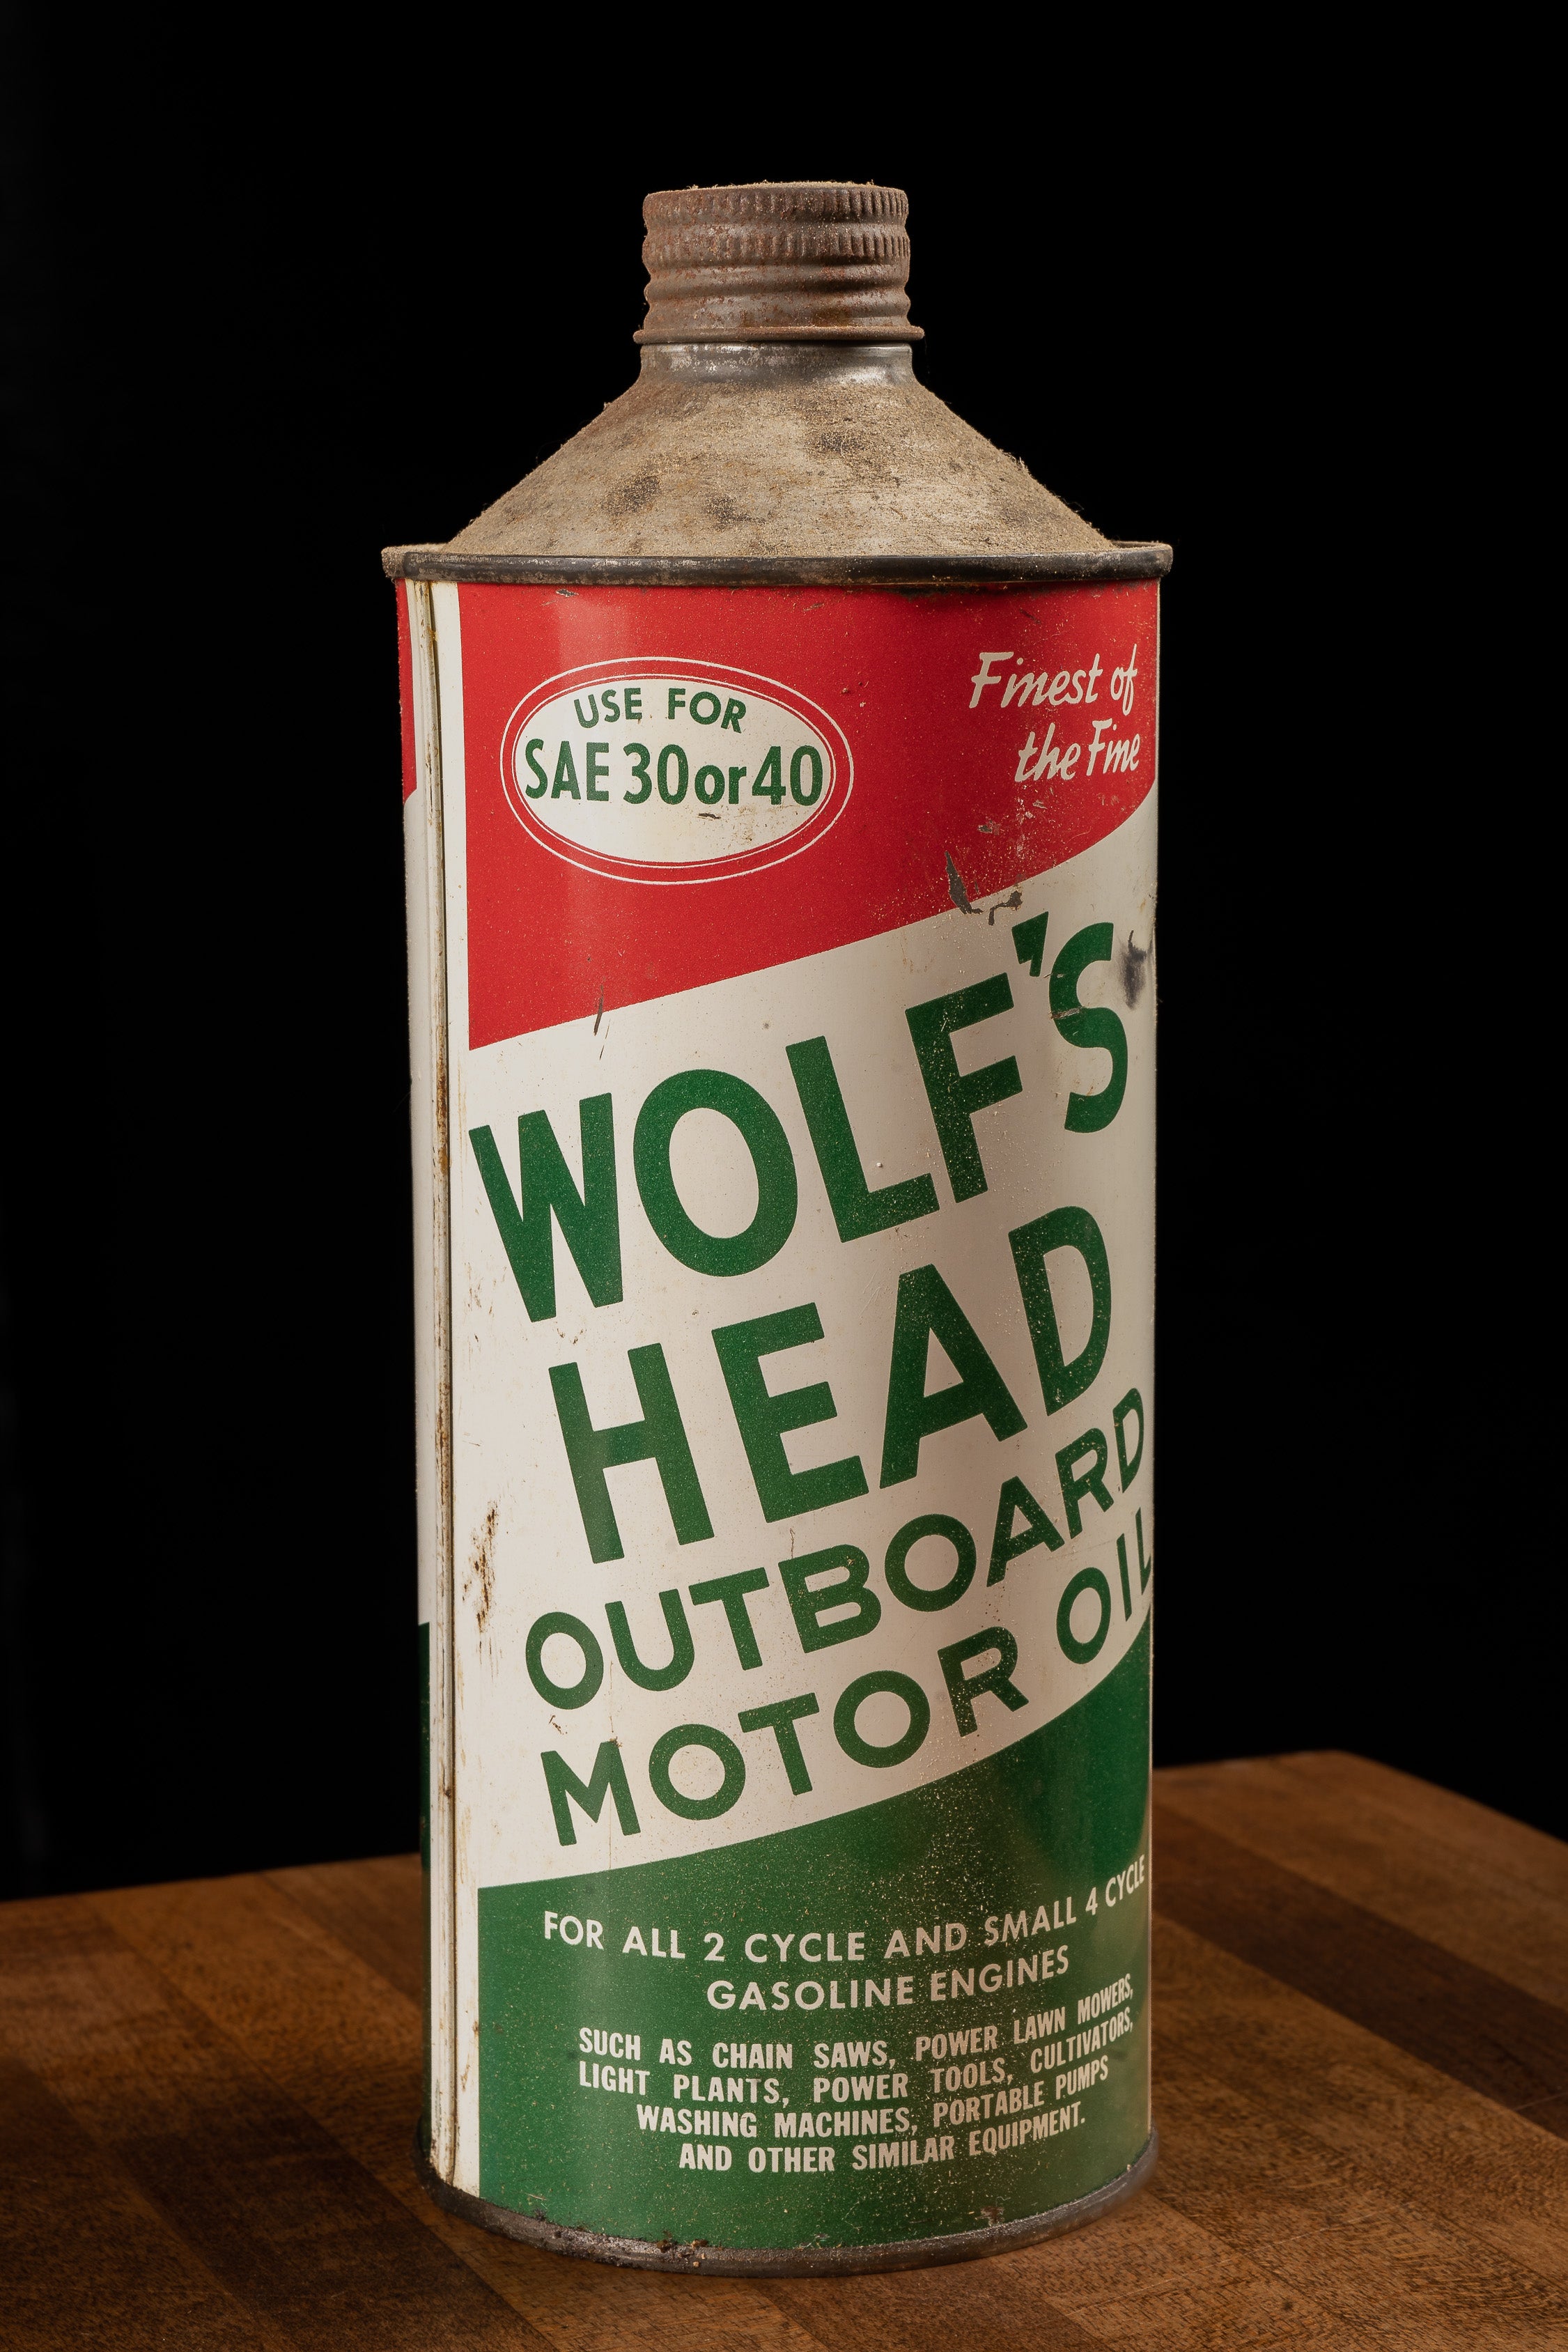 USE FOR
SAE 30 or 40
Finest of
the Fine
WOLF'S
HEAD
OUTBOARD
MOTOR OIL
FOR ALL 2 CYCLE AND SMALL 4 CYCLE
GASOLINE ENGINES
SUCH AS CHAIN SAWS, POWER LAWN MOWERS,
LIGHT PLANTS, POWER TOOLS, CULTIVATORS,
WASHING MACHINES, PORTABLE PUMPS
AND OTHER SIMILAR EQUIPMENT.